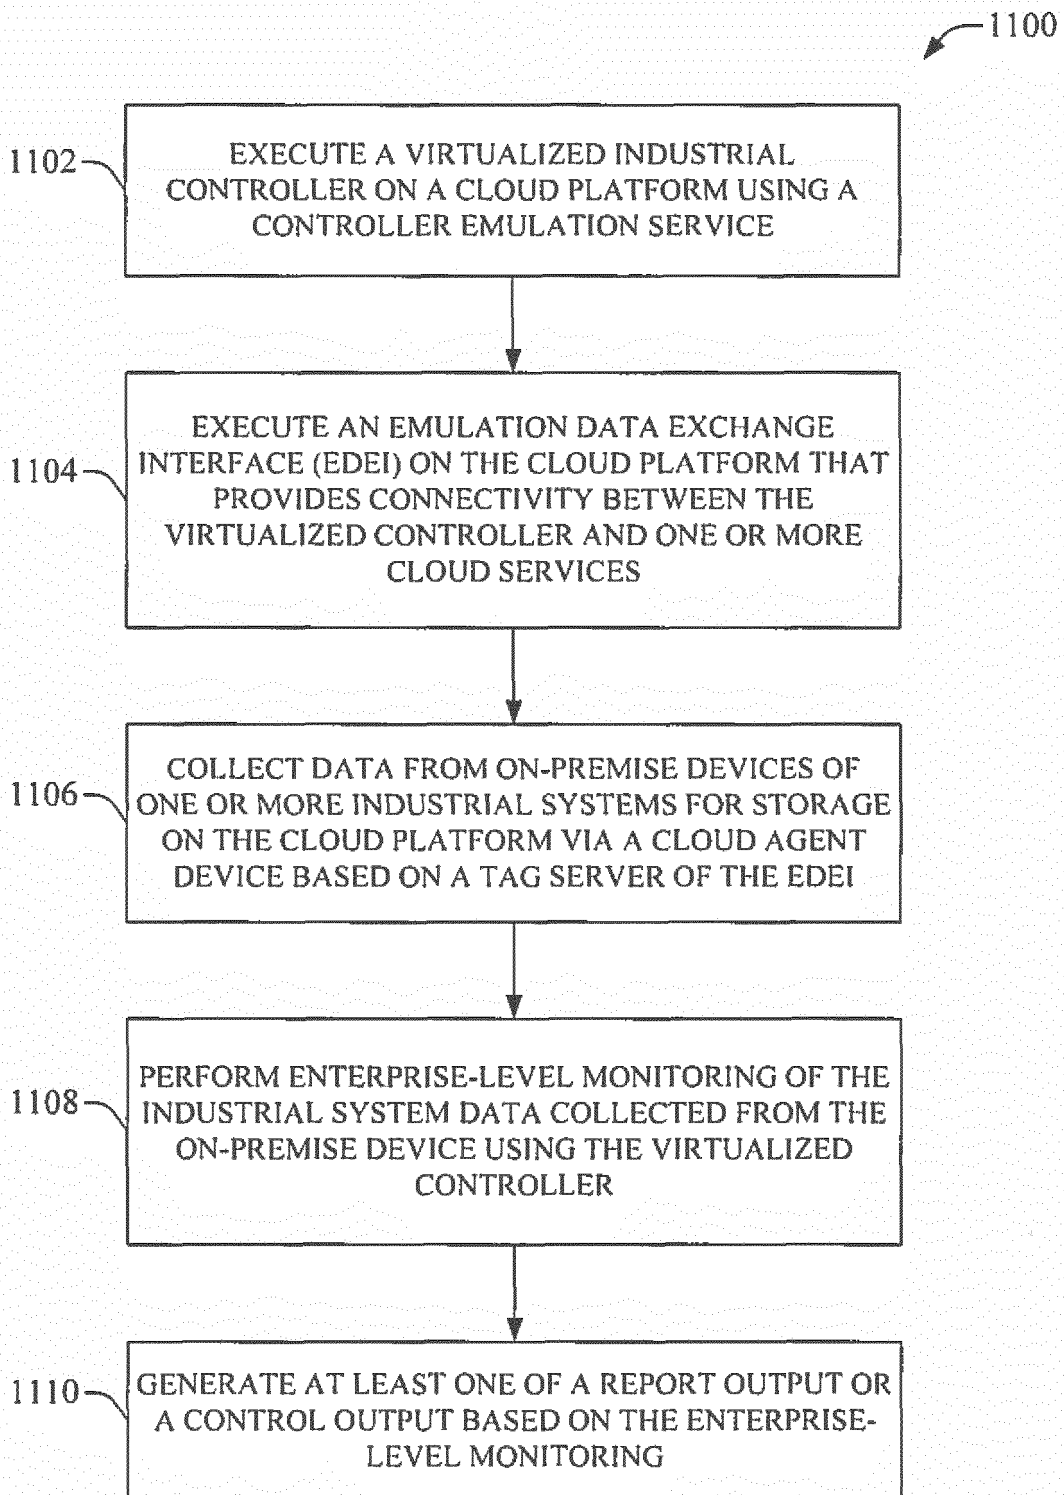 1100
1102
EXECUTE A VIRTUALIZED INDUSTRIAL
CONTROLLER ON A CLOUD PLATFORM USING A
CONTROLLER EMULATION SERVICE
1104
EXECUTE AN EMULATION DATA EXCHANGE
INTERFACE (EDEI) ON THE CLOUD PLATFORM THAT
PROVIDES CONNECTIVITY BETWEEN THE
VIRTUALIZED CONTROLLER AND ONE OR MORE
CLOUD SERVICES
1106
COLLECT DATA FROM ON-PREMISE DEVICES OF
ONE OR MORE INDUSTRIAL SYSTEMS FOR STORAGE
ON THE CLOUD PLATFORM VIA A CLOUD AGENT
DEVICE BASED ON A TAG SERVER OF THE EDEI
1108
PERFORM ENTERPRISE-LEVEL MONITORING OF THE
INDUSTRIAL SYSTEM DATA COLLECTED FROM THE
ON-PREMISE DEVICE USING THE VIRTUALIZED
CONTROLLER
1110
GENERATE AT LEAST ONE OF A REPORT OUTPUT OR
A CONTROL OUTPUT BASED ON THE ENTERPRISE-
LEVEL MONITORING